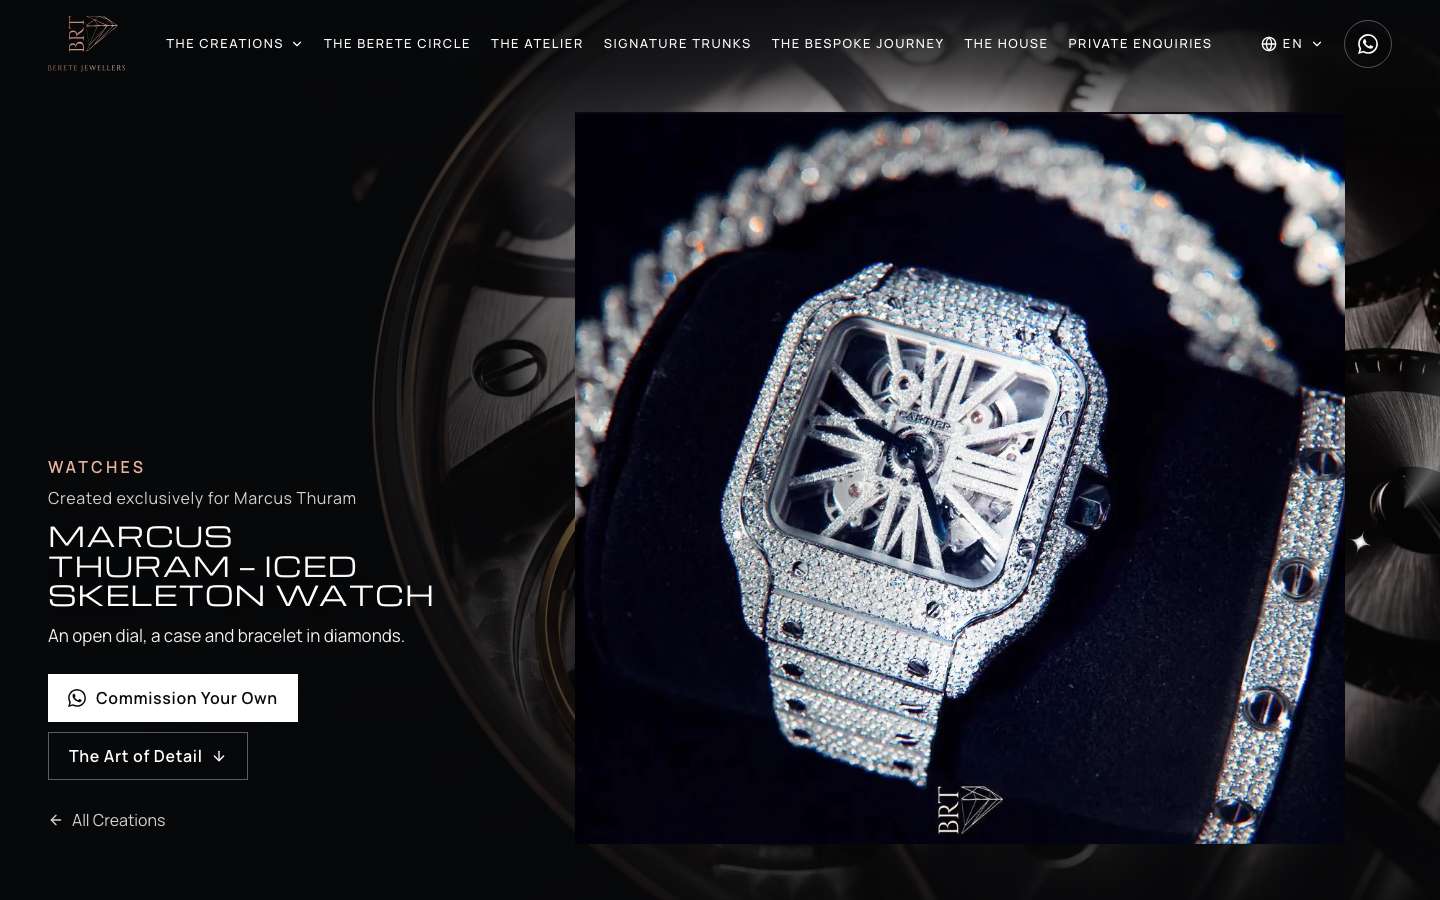 BRT
BERETE JEWELLERS
THE CREATIONS
THE BERETE CIRCLE
THE ATELIER
SIGNATURE TRUNKS
THE BESPOKE JOURNEY
THE HOUSE
PRIVATE ENQUIRIES
EN
WATCHES
Created exclusively for Marcus Thuram
MARCUS
THURAM – ICED
SKELETON WATCH
An open dial, a case and bracelet in diamonds.
Commission Your Own
The Art of Detail
All Creations
CARTIER
BRT